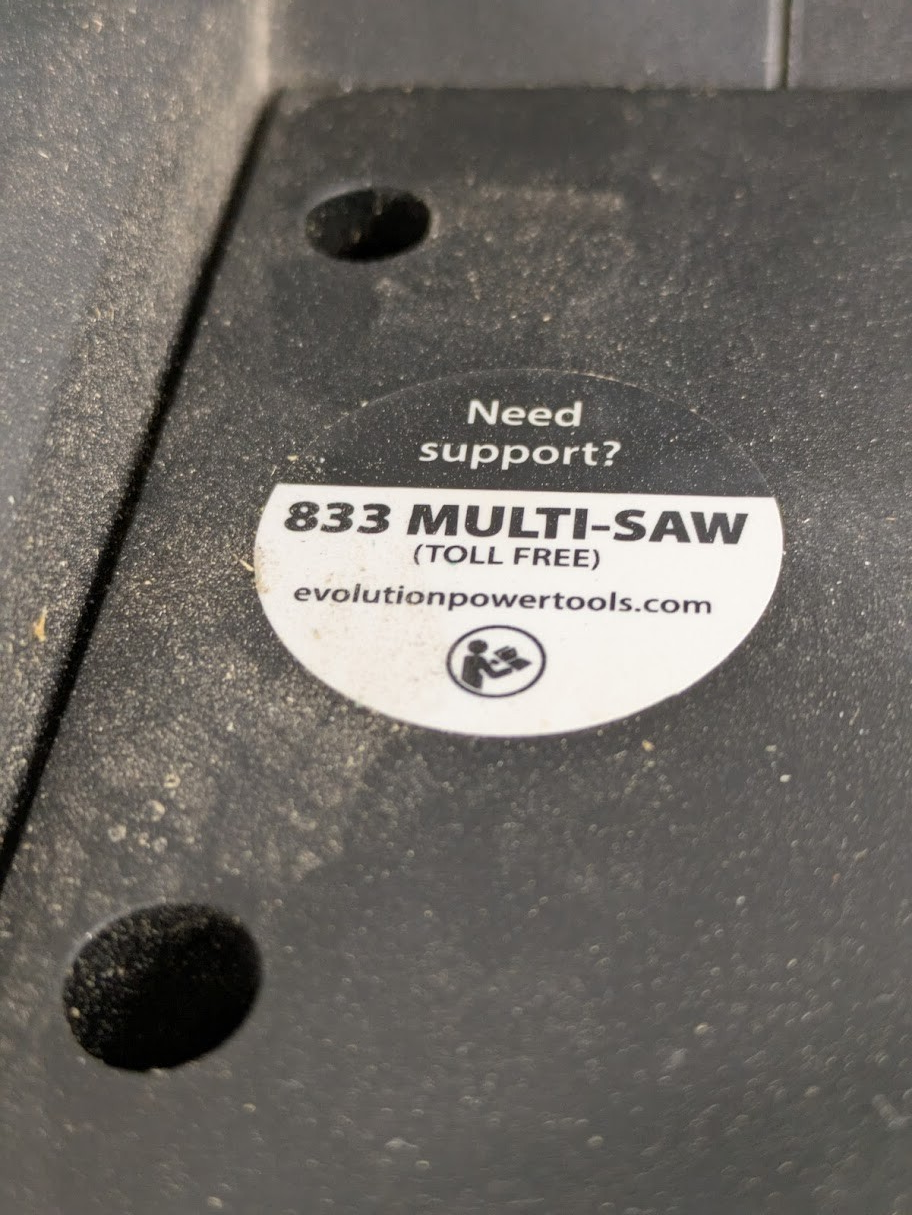 Need
support?
833 MULTI-SAW
(TOLL FREE)
evolutionpowertools.com